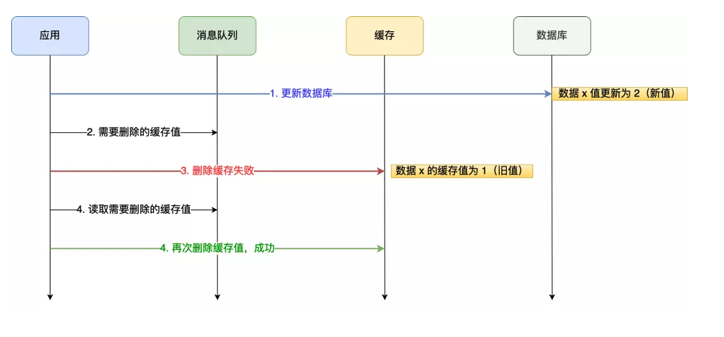 应用
消息队列
缓存
数据库
1. 更新数据库
数据 x 值更新为 2（新值）
2. 需要删除的缓存值
3. 删除缓存失败
数据 x 的缓存值为 1（旧值）
4. 读取需要删除的缓存值
4. 再次删除缓存值，成功